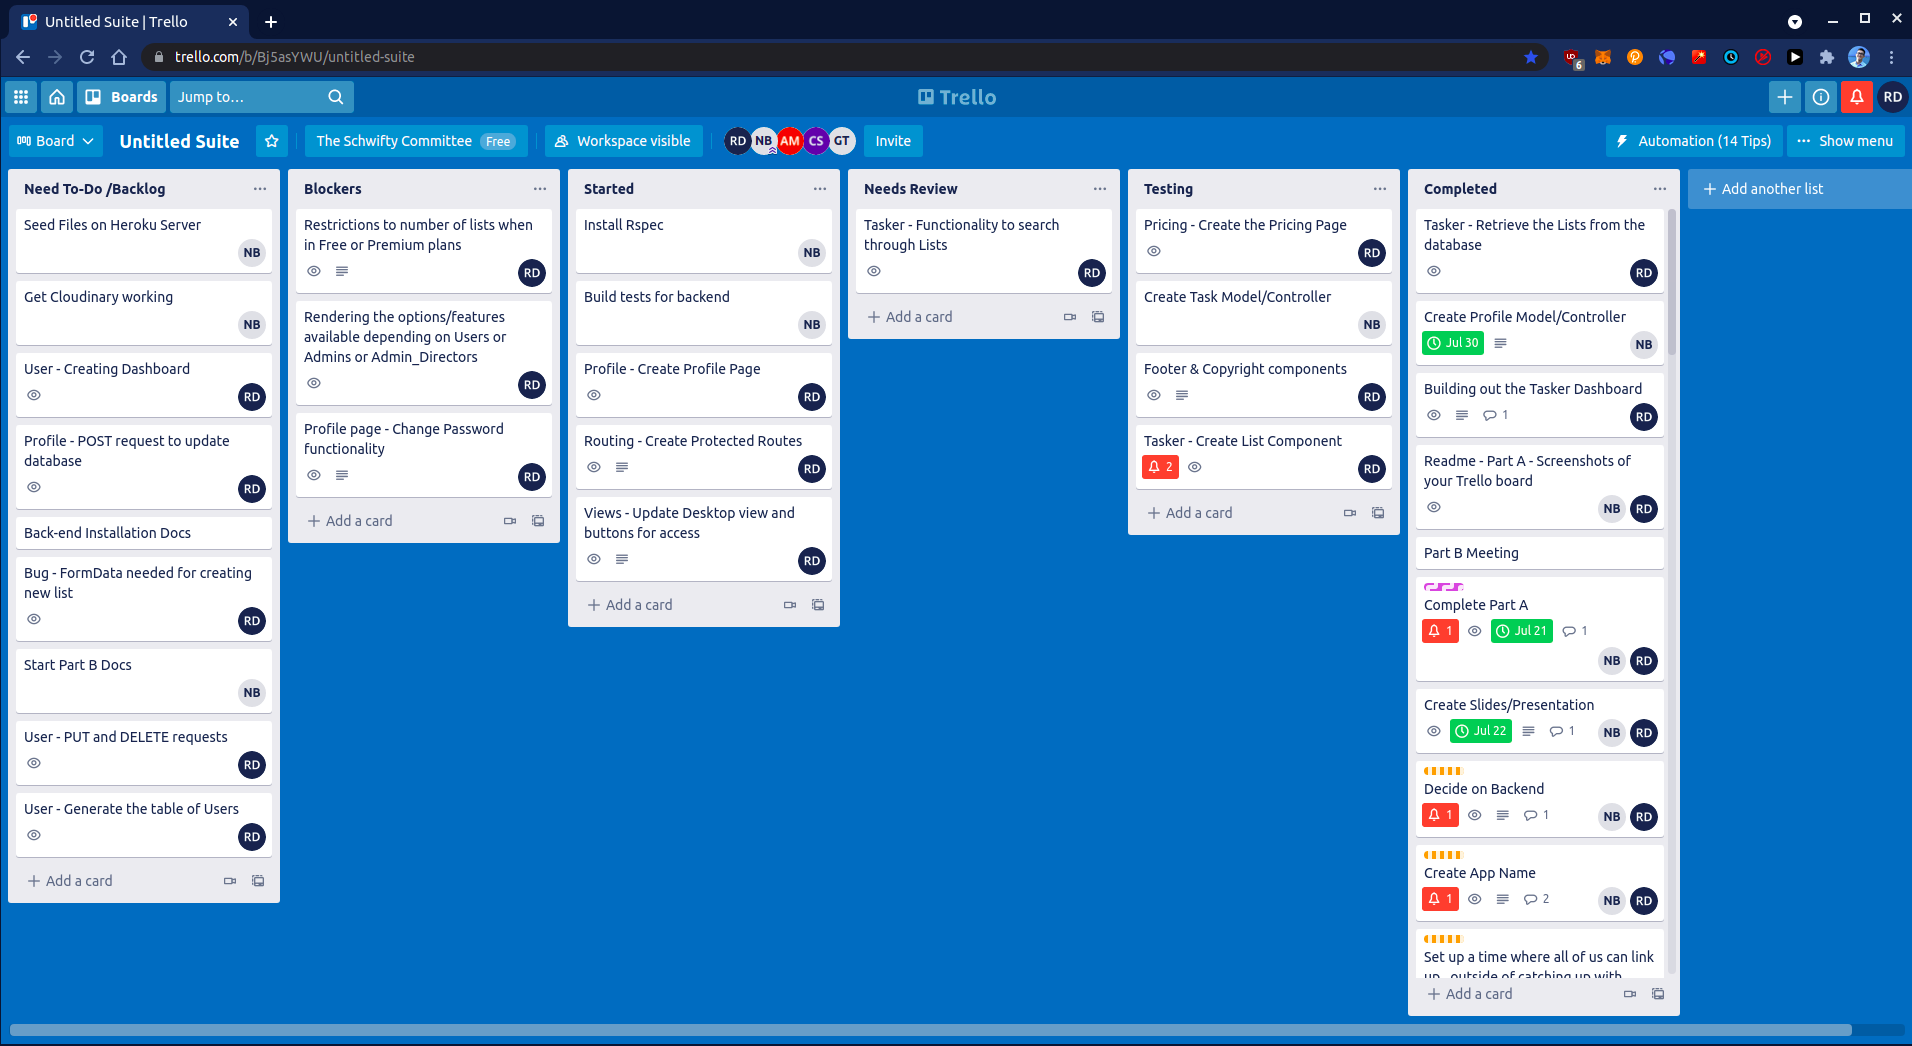 Untitled Suite | Trello
trello.com/b/Bj5asYWU/untitled-suite
6
Boards
Jump to...
Trello
RD
Board
Untitled Suite
The Schwifty Committee Free
Workspace visible
RD NB AM CS GT
Invite
Automation (14 Tips)
Show menu
Need To-Do /Backlog
Seed Files on Heroku Server
NB
Get Cloudinary working
NB
User - Creating Dashboard
RD
Profile - POST request to update
database
RD
Back-end Installation Docs
Bug - FormData needed for creating
new list
RD
Start Part B Docs
NB
User - PUT and DELETE requests
RD
User - Generate the table of Users
RD
Add a card
Blockers
Restrictions to number of lists when
in Free or Premium plans
RD
Rendering the options/features
available depending on Users or
Admins or Admin_Directors
RD
Profile page - Change Password
functionality
RD
Add a card
Started
Install Rspec
NB
Build tests for backend
NB
Profile - Create Profile Page
RD
Routing - Create Protected Routes
RD
Views - Update Desktop view and
buttons for access
RD
Add a card
Needs Review
Tasker - Functionality to search
through Lists
RD
Add a card
Testing
Pricing - Create the Pricing Page
RD
Create Task Model/Controller
NB
Footer & Copyright components
RD
Tasker - Create List Component
2
RD
Add a card
Completed
Tasker - Retrieve the Lists from the
database
RD
Create Profile Model/Controller
Jul 30
NB
Building out the Tasker Dashboard
1
RD
Readme - Part A - Screenshots of
your Trello board
NB RD
Part B Meeting
Complete Part A
1 Jul 21 1
NB RD
Create Slides/Presentation
Jul 22 1
NB RD
Decide on Backend
1 1
NB RD
Create App Name
1 2
NB RD
Set up a time where all of us can link
up outside of catching up with
Add a card
Add another list